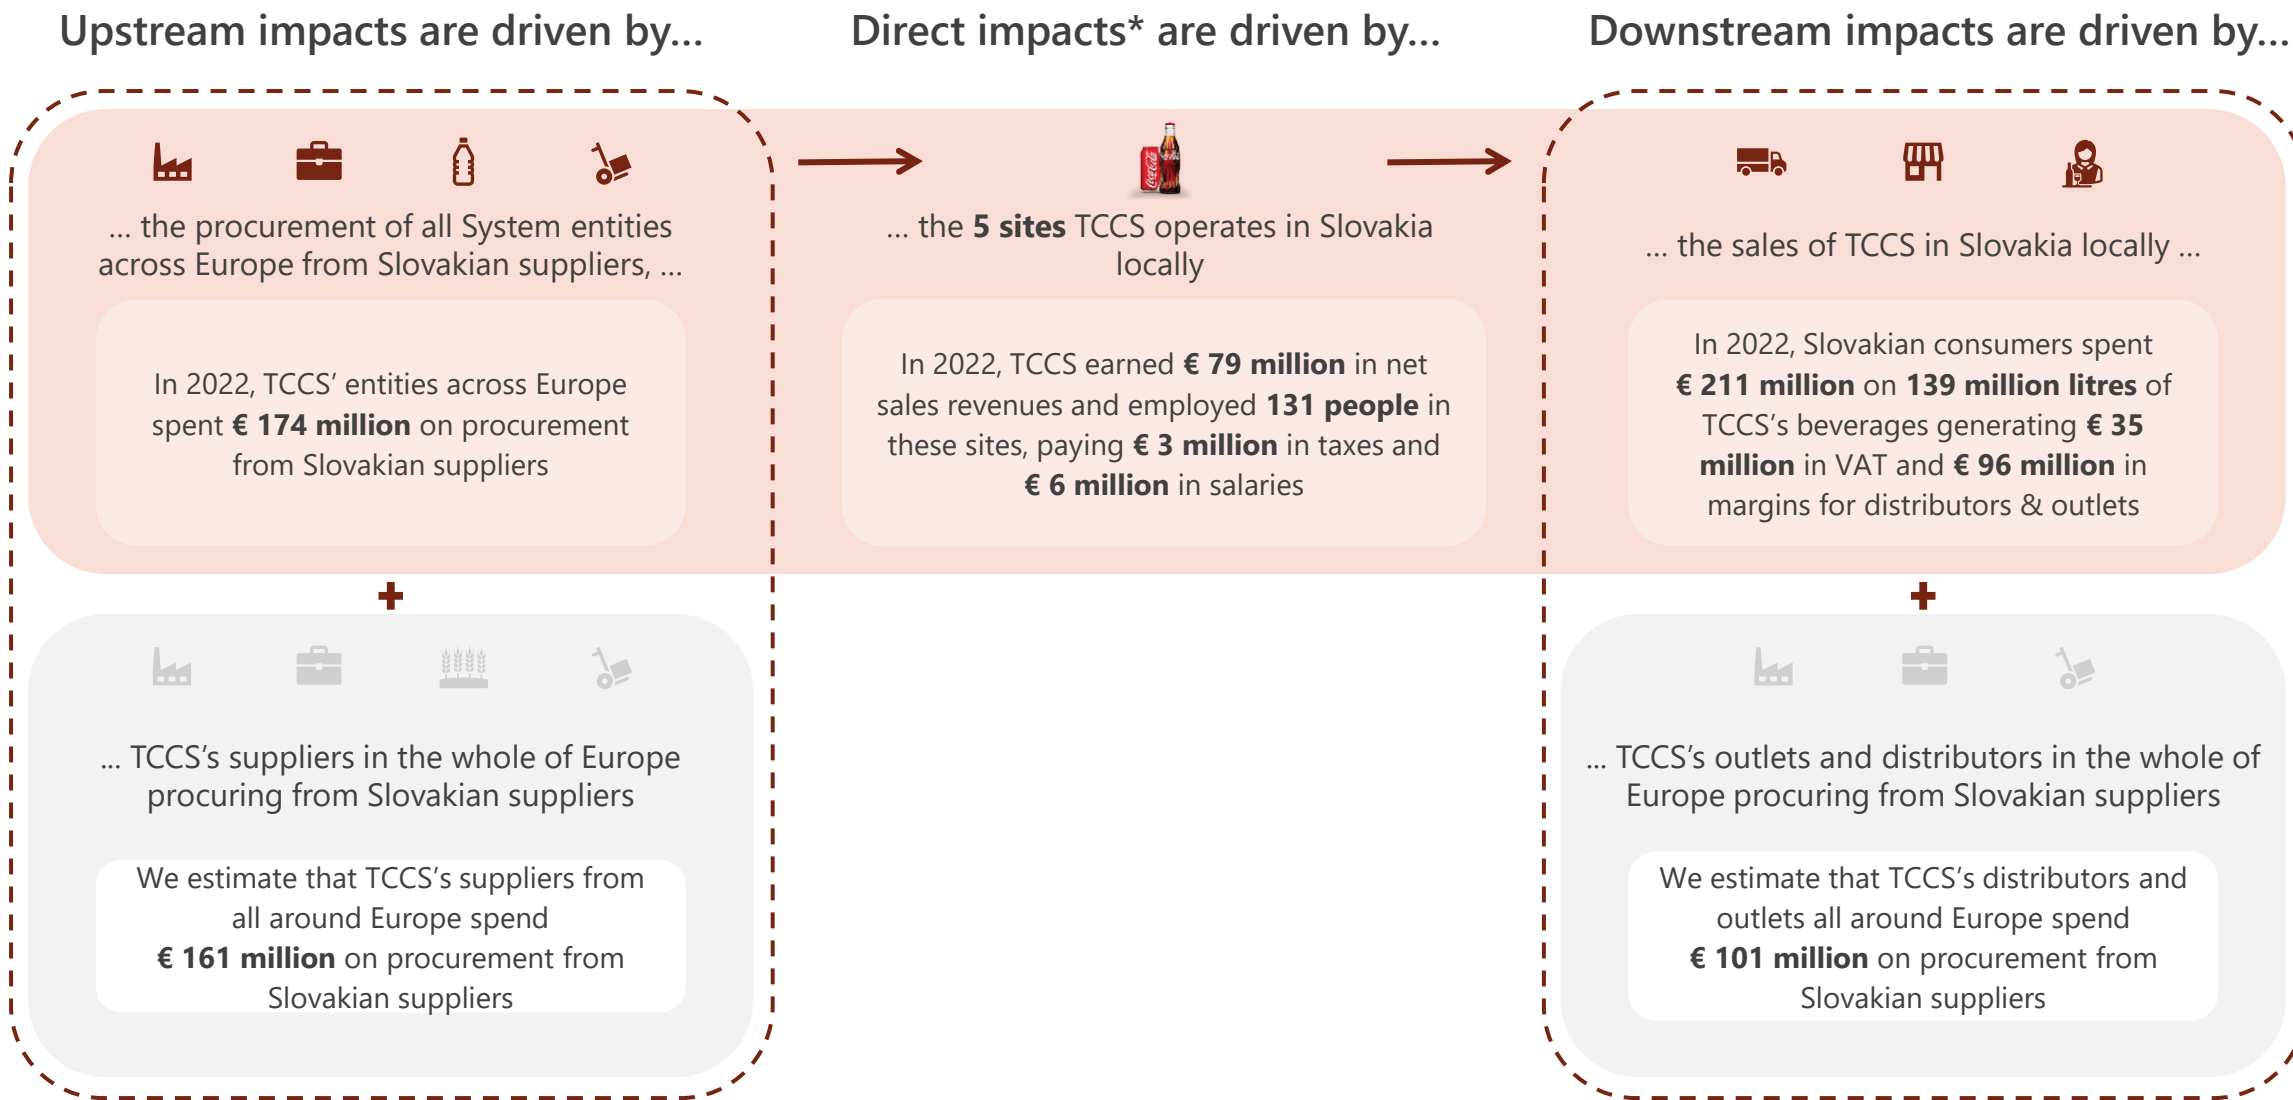 Upstream impacts are driven by...
... the procurement of all System entities
across Europe from Slovakian suppliers, ...
In 2022, TCCS’ entities across Europe
spent € 174 million on procurement
from Slovakian suppliers
+
... TCCS’s suppliers in the whole of Europe
procuring from Slovakian suppliers
We estimate that TCCS’s suppliers from
all around Europe spend
€ 161 million on procurement from
Slovakian suppliers
Direct impacts* are driven by...
Coca-Cola
... the 5 sites TCCS operates in Slovakia
locally
In 2022, TCCS earned € 79 million in net
sales revenues and employed 131 people in
these sites, paying € 3 million in taxes and
€ 6 million in salaries
Downstream impacts are driven by...
... the sales of TCCS in Slovakia locally ...
In 2022, Slovakian consumers spent
€ 211 million on 139 million litres of
TCCS’s beverages generating € 35
million in VAT and € 96 million in
margins for distributors & outlets
+
... TCCS’s outlets and distributors in the whole of
Europe procuring from Slovakian suppliers
We estimate that TCCS’s distributors and
outlets all around Europe spend
€ 101 million on procurement from
Slovakian suppliers